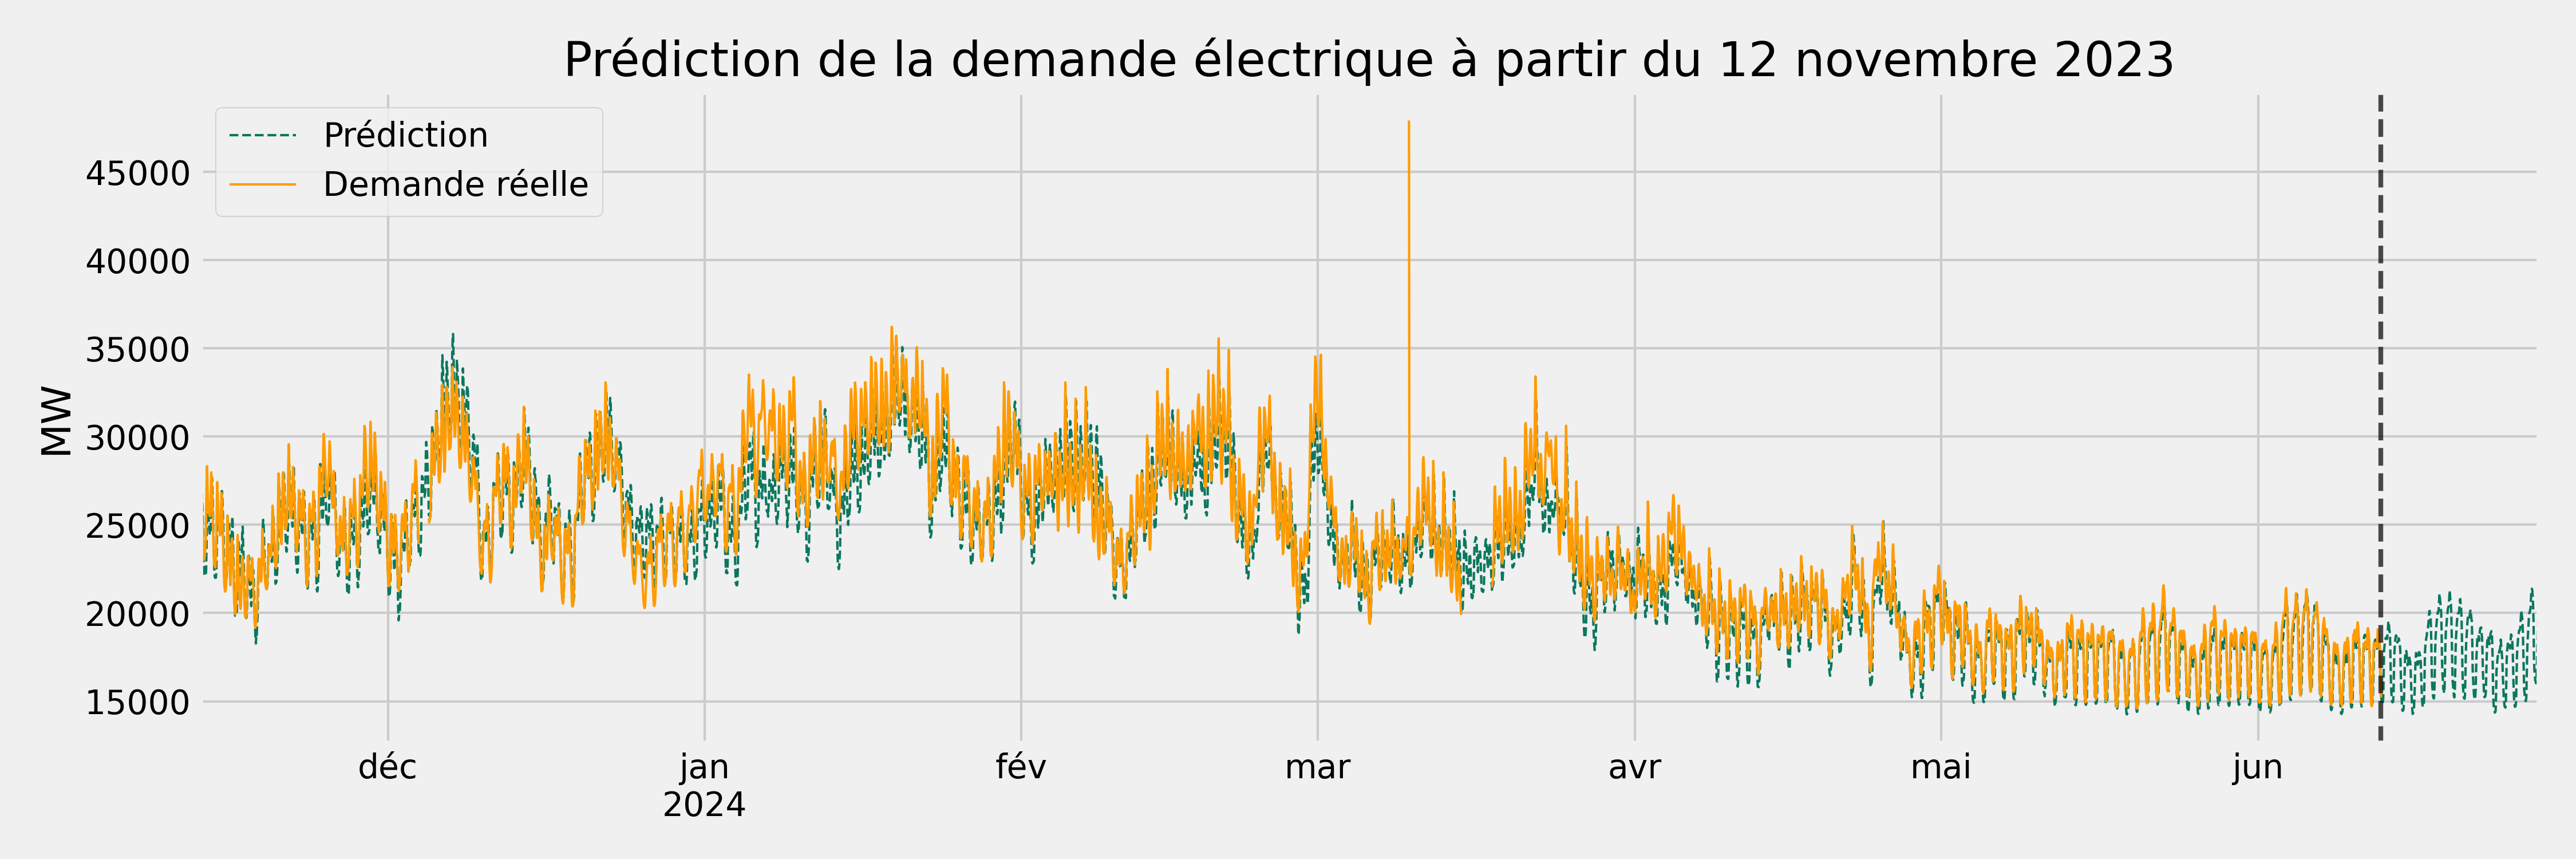 Prédiction de la demande électrique à partir du 12 novembre 2023
Prédiction
Demande réelle
MW
45000
40000
35000
30000
25000
20000
15000
déc
jan
2024
fév
mar
avr
mai
jun